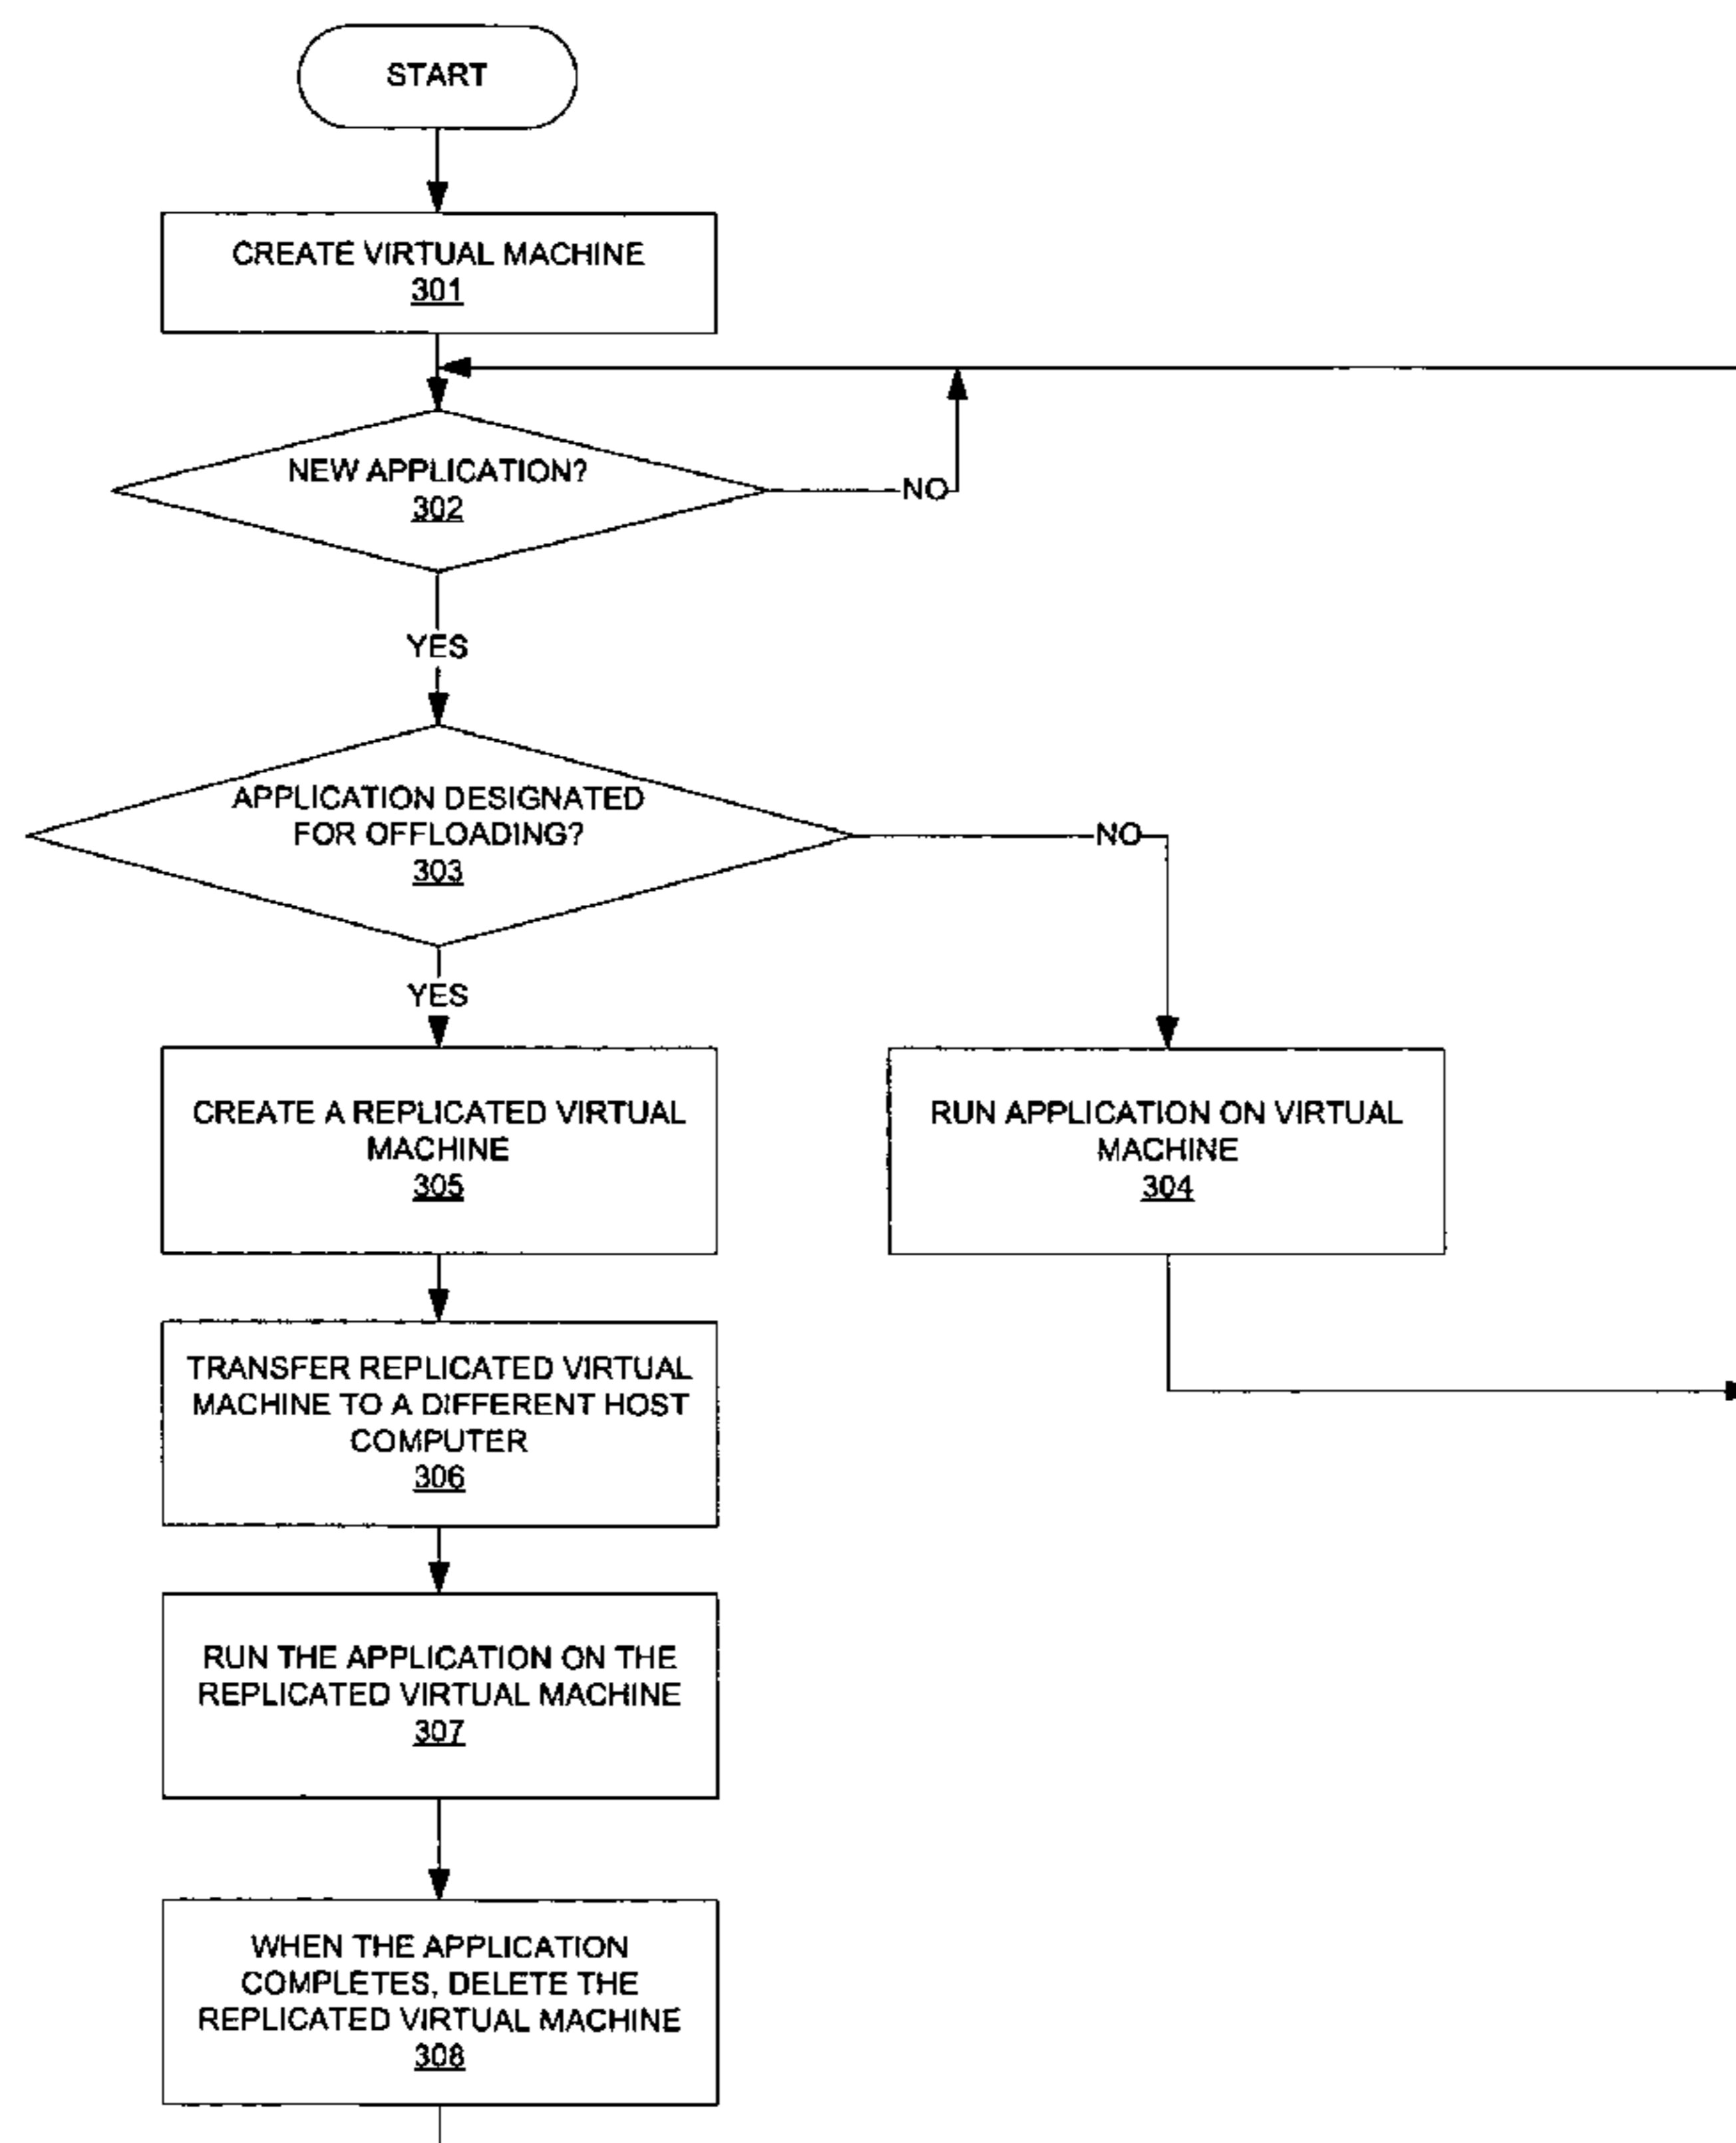 START
CREATE VIRTUAL MACHINE
301
NEW APPLICATION?
302
NO
YES
APPLICATION DESIGNATED
FOR OFFLOADING?
303
NO
YES
CREATE A REPLICATED VIRTUAL
MACHINE
305
RUN APPLICATION ON VIRTUAL
MACHINE
304
TRANSFER REPLICATED VIRTUAL
MACHINE TO A DIFFERENT HOST
COMPUTER
306
RUN THE APPLICATION ON THE
REPLICATED VIRTUAL MACHINE
307
WHEN THE APPLICATION
COMPLETES, DELETE THE
REPLICATED VIRTUAL MACHINE
308